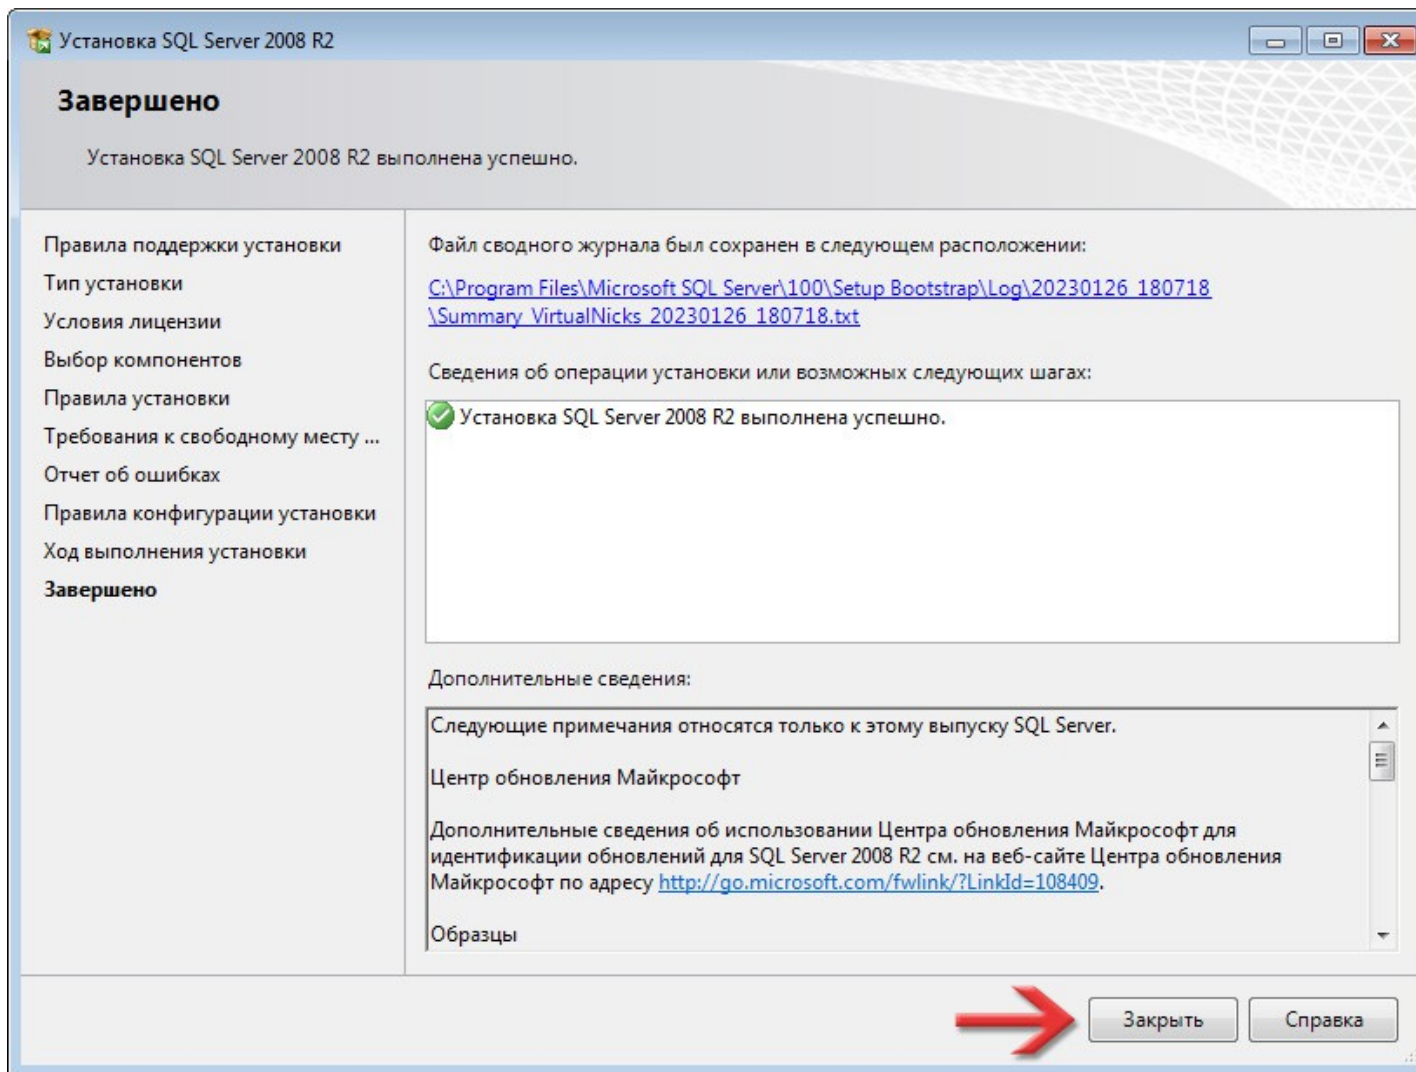 Установка SQL Server 2008 R2
Завершено
Установка SQL Server 2008 R2 выполнена успешно.
Правила поддержки установки
Тип установки
Условия лицензии
Выбор компонентов
Правила установки
Требования к свободному месту ...
Отчет об ошибках
Правила конфигурации установки
Ход выполнения установки
Завершено
Файл сводного журнала был сохранен в следующем расположении:
C:\Program Files\Microsoft SQL Server\100\Setup Bootstrap\Log\20230126_180718
\Summary_VirtualNicks_20230126_180718.txt
Сведения об операции установки или возможных следующих шагах:
Установка SQL Server 2008 R2 выполнена успешно.
Дополнительные сведения:
Следующие примечания относятся только к этому выпуску SQL Server.
Центр обновления Майкрософт
Дополнительные сведения об использовании Центра обновления Майкрософт для
идентификации обновлений для SQL Server 2008 R2 см. на веб-сайте Центра обновления
Майкрософт по адресу http://go.microsoft.com/fwlink/?LinkId=108409.
Образцы
Закрыть
Справка